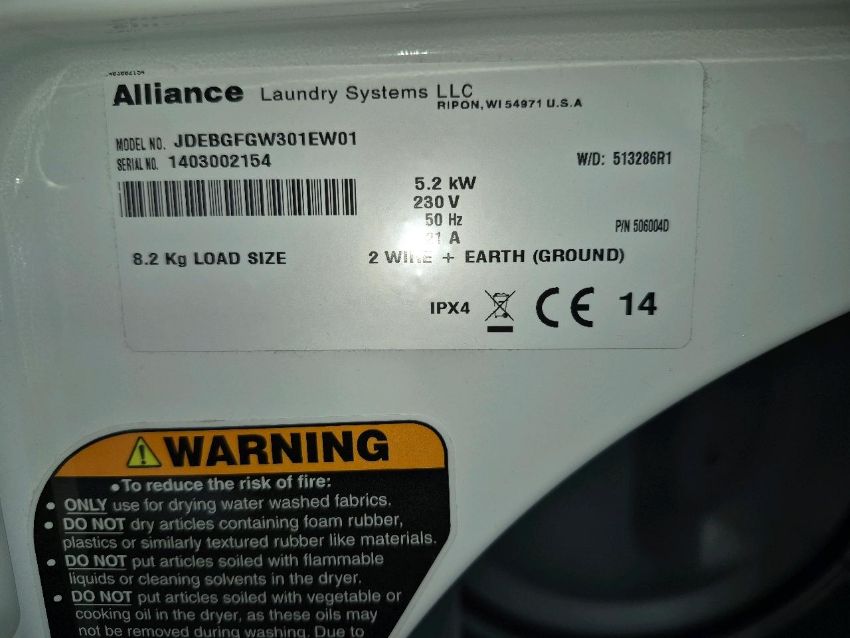 Alliance Laundry Systems LLC
RIPON, WI 54971 U.S.A
MODEL NO. JDEBGFGW301EW01
SERIAL NO. 1403002154
W/D: 513286R1
5.2 kW
230 V
50 Hz
P/N 506004D
A
8.2 Kg LOAD SIZE
2 WIRE + EARTH (GROUND)
IPX4 CE 14
⚠WARNING
•To reduce the risk of fire:
• ONLY use for drying water washed fabrics.
• DO NOT dry articles containing foam rubber,
plastics or similarly textured rubber like materials.
• DO NOT put articles soiled with flammable
liquids or cleaning solvents in the dryer.
• DO NOT put articles soiled with vegetable or
cooking oil in the dryer, as these oils may
not be removed during washing. Due to